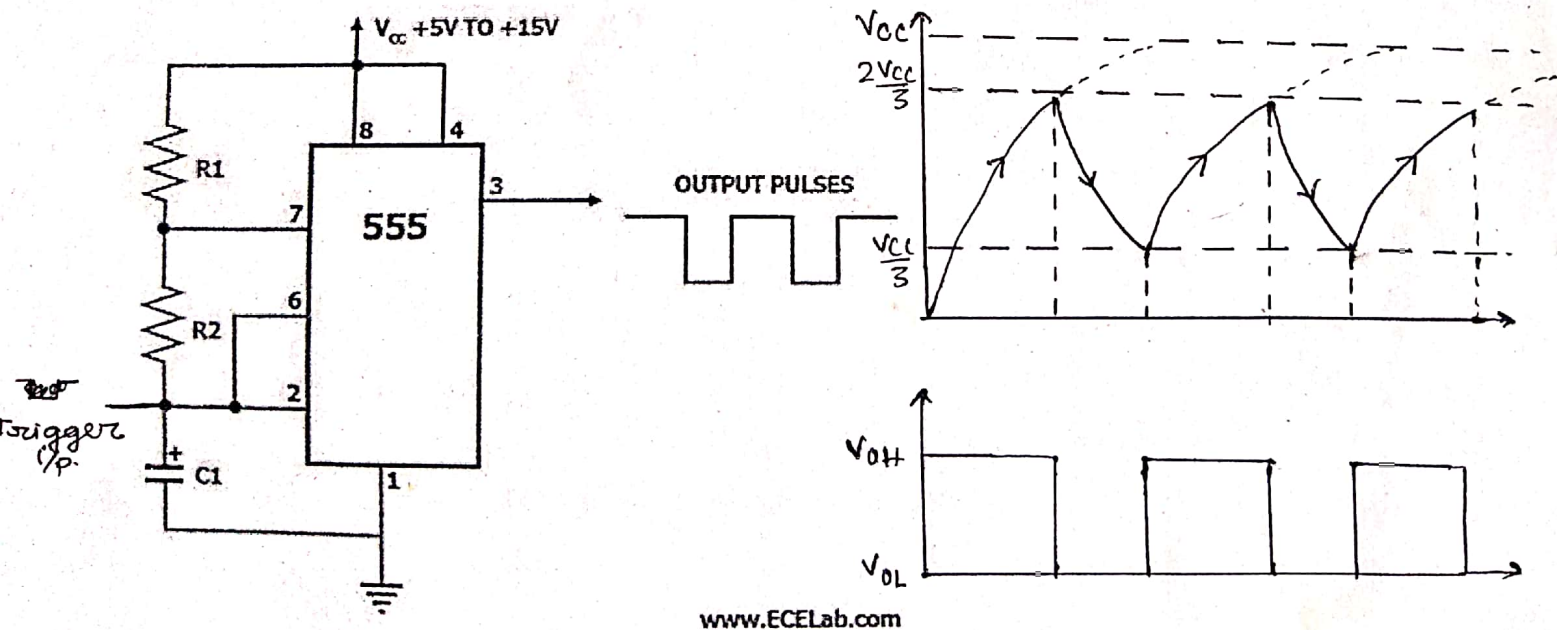 Vcc +5V TO +15V
8
4
R1
7
555
3
OUTPUT PULSES
6
R2
2
Trigger
i/p.
C1
+
1
VCC
2VCC
3
VCC
3
VOH
VOL
www.ECELab.com